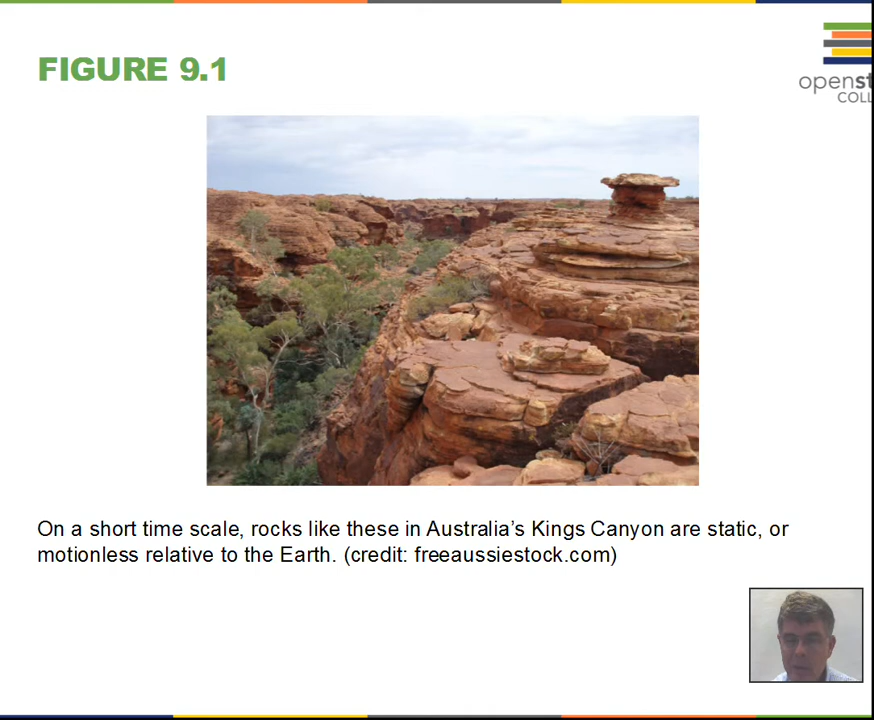 FIGURE 9.1
openst
COLL
On a short time scale, rocks like these in Australia’s Kings Canyon are static, or
motionless relative to the Earth. (credit: freeaussiestock.com)